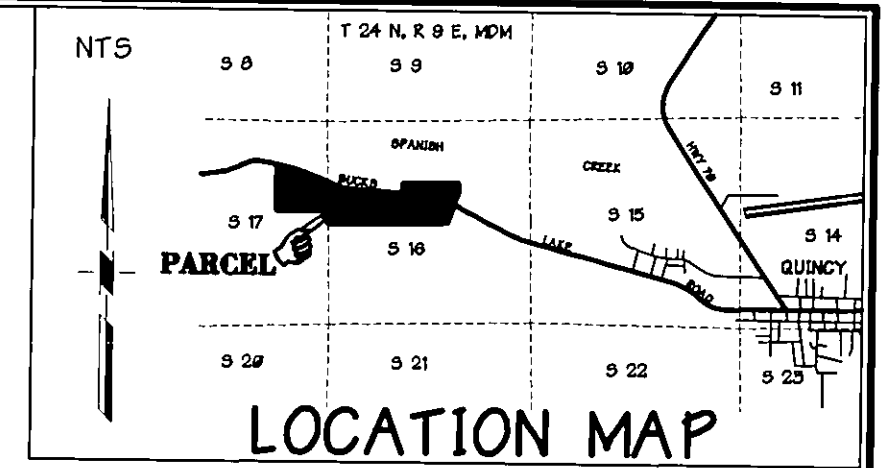 NTS
T 24 N, R 9 E, MDM
S 8
S 9
S 10
S 11
SPANISH
CREEK
HWY 70
BUCKS
LAKE
ROAD
S 17
S 16
S 15
S 14
PARCEL
QUINCY
S 20
S 21
S 22
S 23
LOCATION MAP